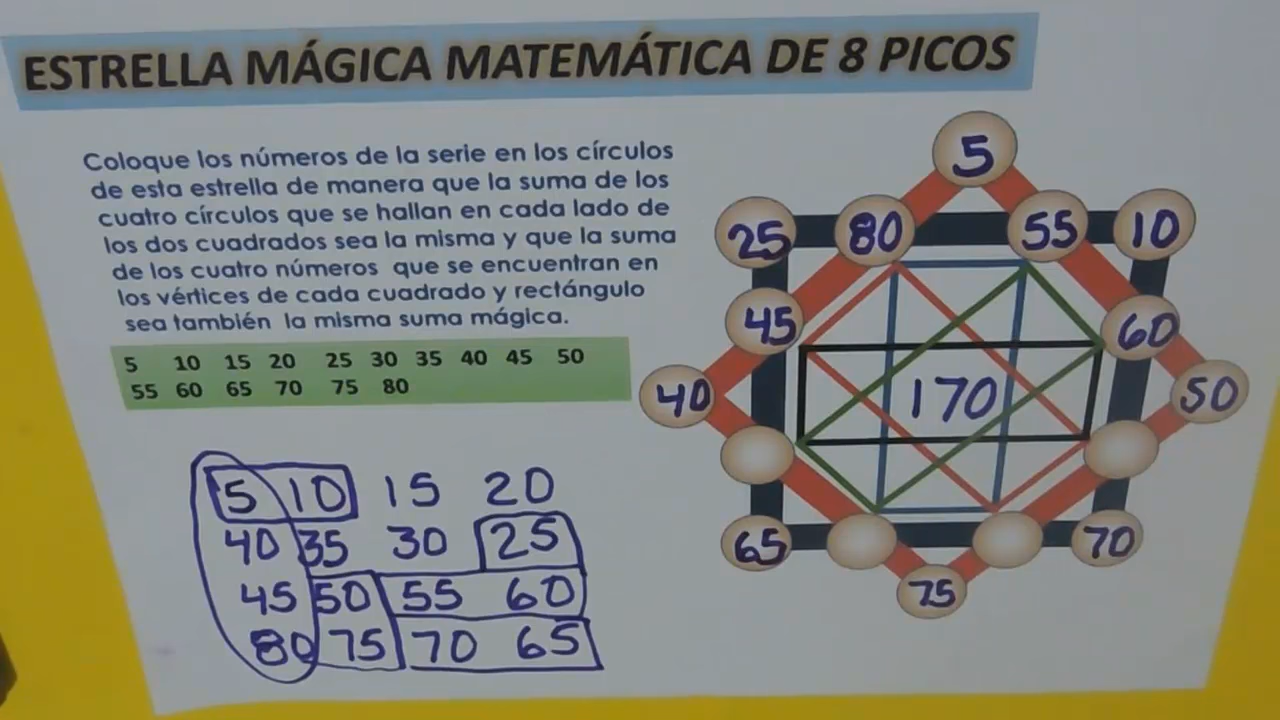 ESTRELLA MÁGICA MATEMÁTICA DE 8 PICOS
Coloque los números de la serie en los círculos
de esta estrella de manera que la suma de los
cuatro círculos que se hallan en cada lado de
los dos cuadrados sea la misma y que la suma
de los cuatro números que se encuentran en
los vértices de cada cuadrado y rectángulo
sea también la misma suma mágica.
5 10 15 20 25 30 35 40 45 50
55 60 65 70 75 80
5 10 15 20
40 35 30 25
45 50 55 60
80 75 70 65
5
25 80 55 10
45 60
40 170 50
65 70
75